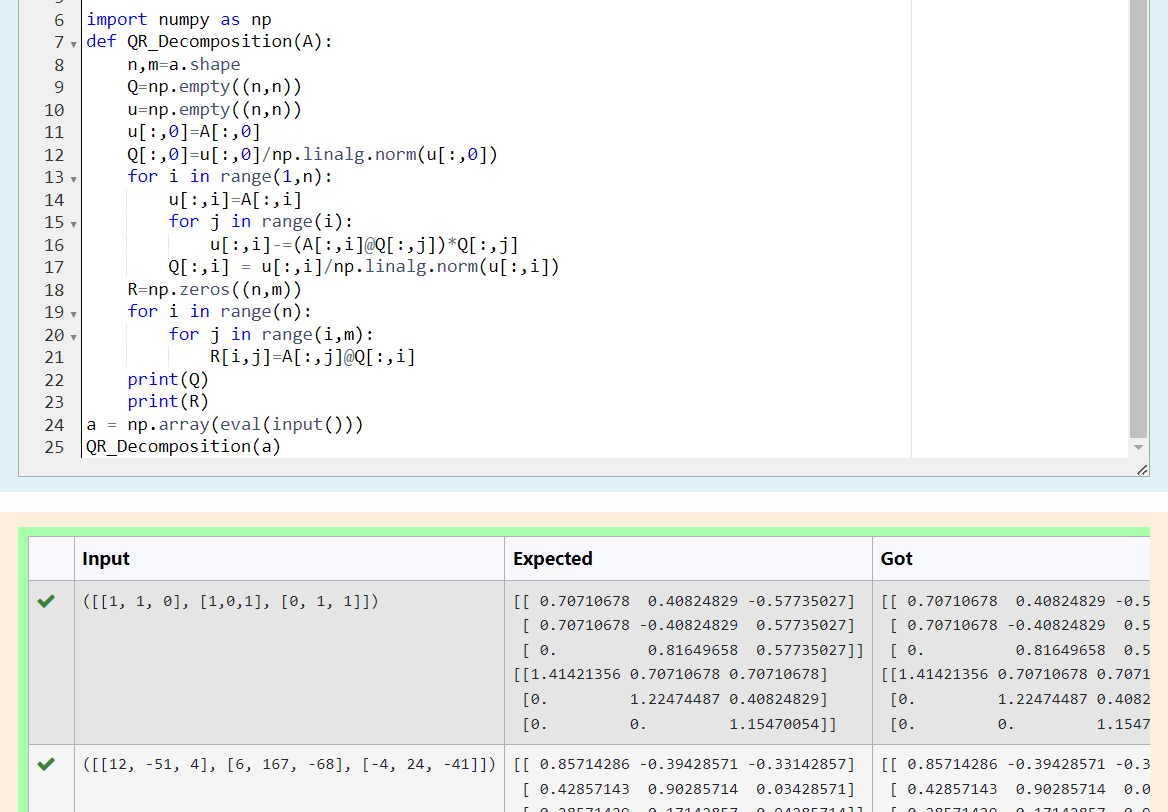 6 import numpy as np
7 def QR_Decomposition(A):
8 n,m=a.shape
9 Q=np.empty((n,n))
10 u=np.empty((n,n))
11 u[:,0]=A[:,0]
12 Q[:,0]=u[:,0]/np.linalg.norm(u[:,0])
13 for i in range(1,n):
14 u[:,i]=A[:,i]
15 for j in range(i):
16 u[:,i]-=(A[:,i]@Q[:,j])*Q[:,j]
17 Q[:,i] = u[:,i]/np.linalg.norm(u[:,i])
18 R=np.zeros((n,m))
19 for i in range(n):
20 for j in range(i,m):
21 R[i,j]=A[:,j]@Q[:,i]
22 print(Q)
23 print(R)
24 a = np.array(eval(input()))
25 QR_Decomposition(a)
Input Expected Got
([[1, 1, 0], [1,0,1], [0, 1, 1]]) [[ 0.70710678 0.40824829 -0.57735027] [[ 0.70710678 0.40824829 -0.5
[ 0.70710678 -0.40824829 0.57735027] [ 0.70710678 -0.40824829 0.5
[ 0. 0.81649658 0.57735027]] [ 0. 0.81649658 0.5
[[1.41421356 0.70710678 0.70710678] [[1.41421356 0.70710678 0.7071
[0. 1.22474487 0.40824829] [0. 1.22474487 0.4082
[0. 0. 1.15470054]] [0. 0. 1.1547
([[12, -51, 4], [6, 167, -68], [-4, 24, -41]]) [[ 0.85714286 -0.39428571 -0.33142857] [[ 0.85714286 -0.39428571 -0.3
[ 0.42857143 0.90285714 0.03428571] [ 0.42857143 0.90285714 0.0